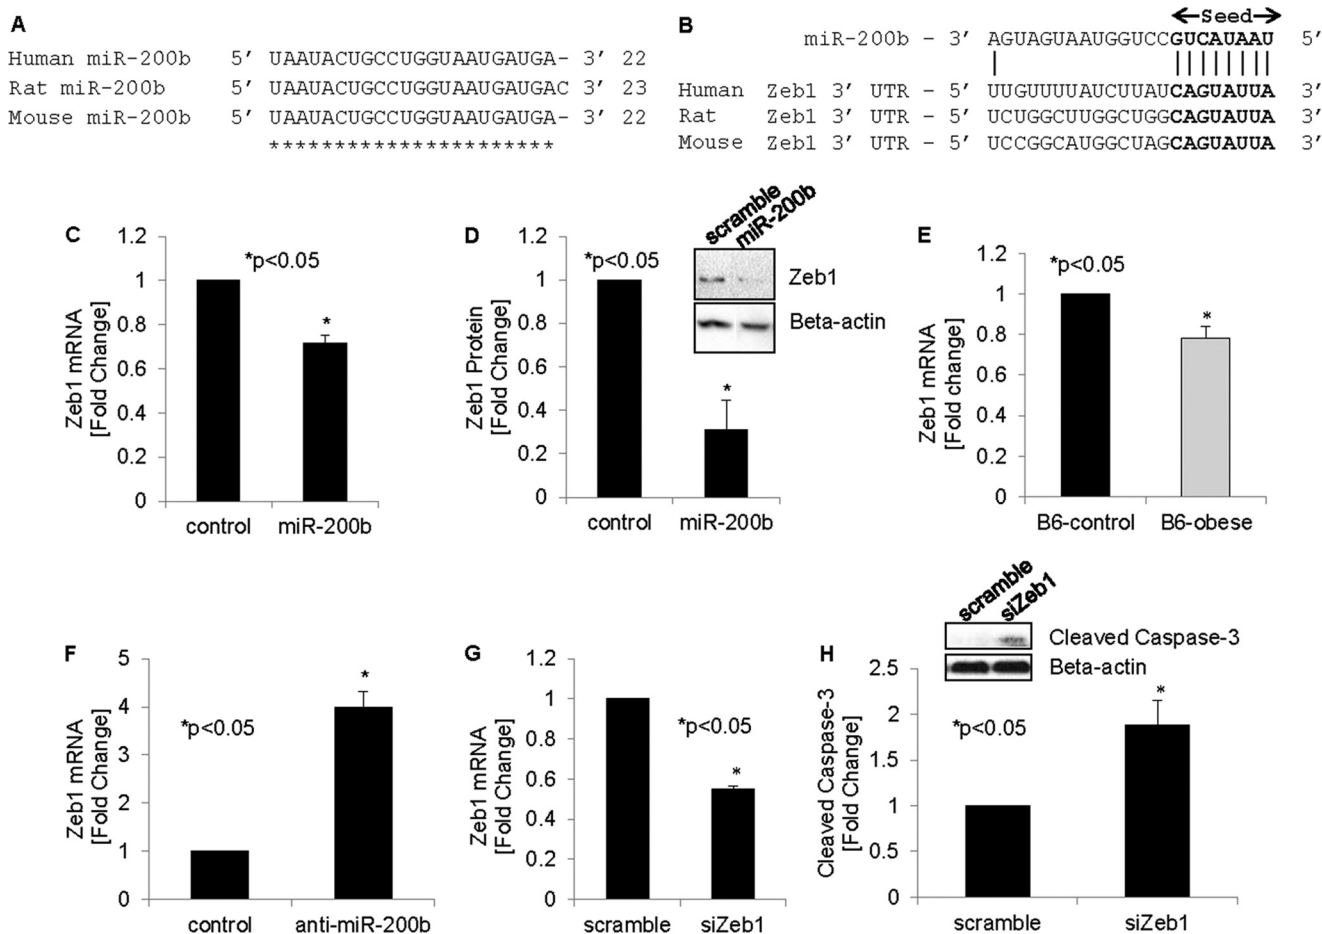 A
Human miR-200b 5’ UAAUACUGCCUGGUAAUGAUGA- 3’ 22
Rat miR-200b 5’ UAAUACUGCCUGGUAAUGAUGAC 3’ 23
Mouse miR-200b 5’ UAAUACUGCCUGGUAAUGAUGA- 3’ 22
**********************
B
Seed
miR-200b – 3’ AGUAGUAAUGGUCCGUCAUAAU 5’
Human Zeb1 3’ UTR – 5’ UUGUUUUAUCUUAUCAGUAUUA 3’
Rat Zeb1 3’ UTR – 5’ UCUGGCUUGGCUGGCAGUAUUA 3’
Mouse Zeb1 3’ UTR – 5’ UCCGGCAUGGCUAGCAGUAUUA 3’
C
Zeb1 mRNA
[Fold Change]
1.2
1
0.8
0.6
0.4
0.2
0
*p<0.05
*
control miR-200b
D
Zeb1 Protein
[Fold Change]
1.2
1
0.8
0.6
0.4
0.2
0
*p<0.05
*
scramble
miR-200b
Zeb1
Beta-actin
control miR-200b
E
Zeb1 mRNA
[Fold change]
1.2
1
0.8
0.6
0.4
0.2
0
*p<0.05
*
B6-control B6-obese
F
Zeb1 mRNA
[Fold Change]
5
4
3
2
1
0
*p<0.05
*
control anti-miR-200b
G
Zeb1 mRNA
[Fold Change]
1.2
1
0.8
0.6
0.4
0.2
0
*p<0.05
*
scramble siZeb1
H
Cleaved Caspase-3
[Fold Change]
2.5
2
1.5
1
0.5
0
scramble
siZeb1
Cleaved Caspase-3
Beta-actin
*p<0.05
*
scramble siZeb1